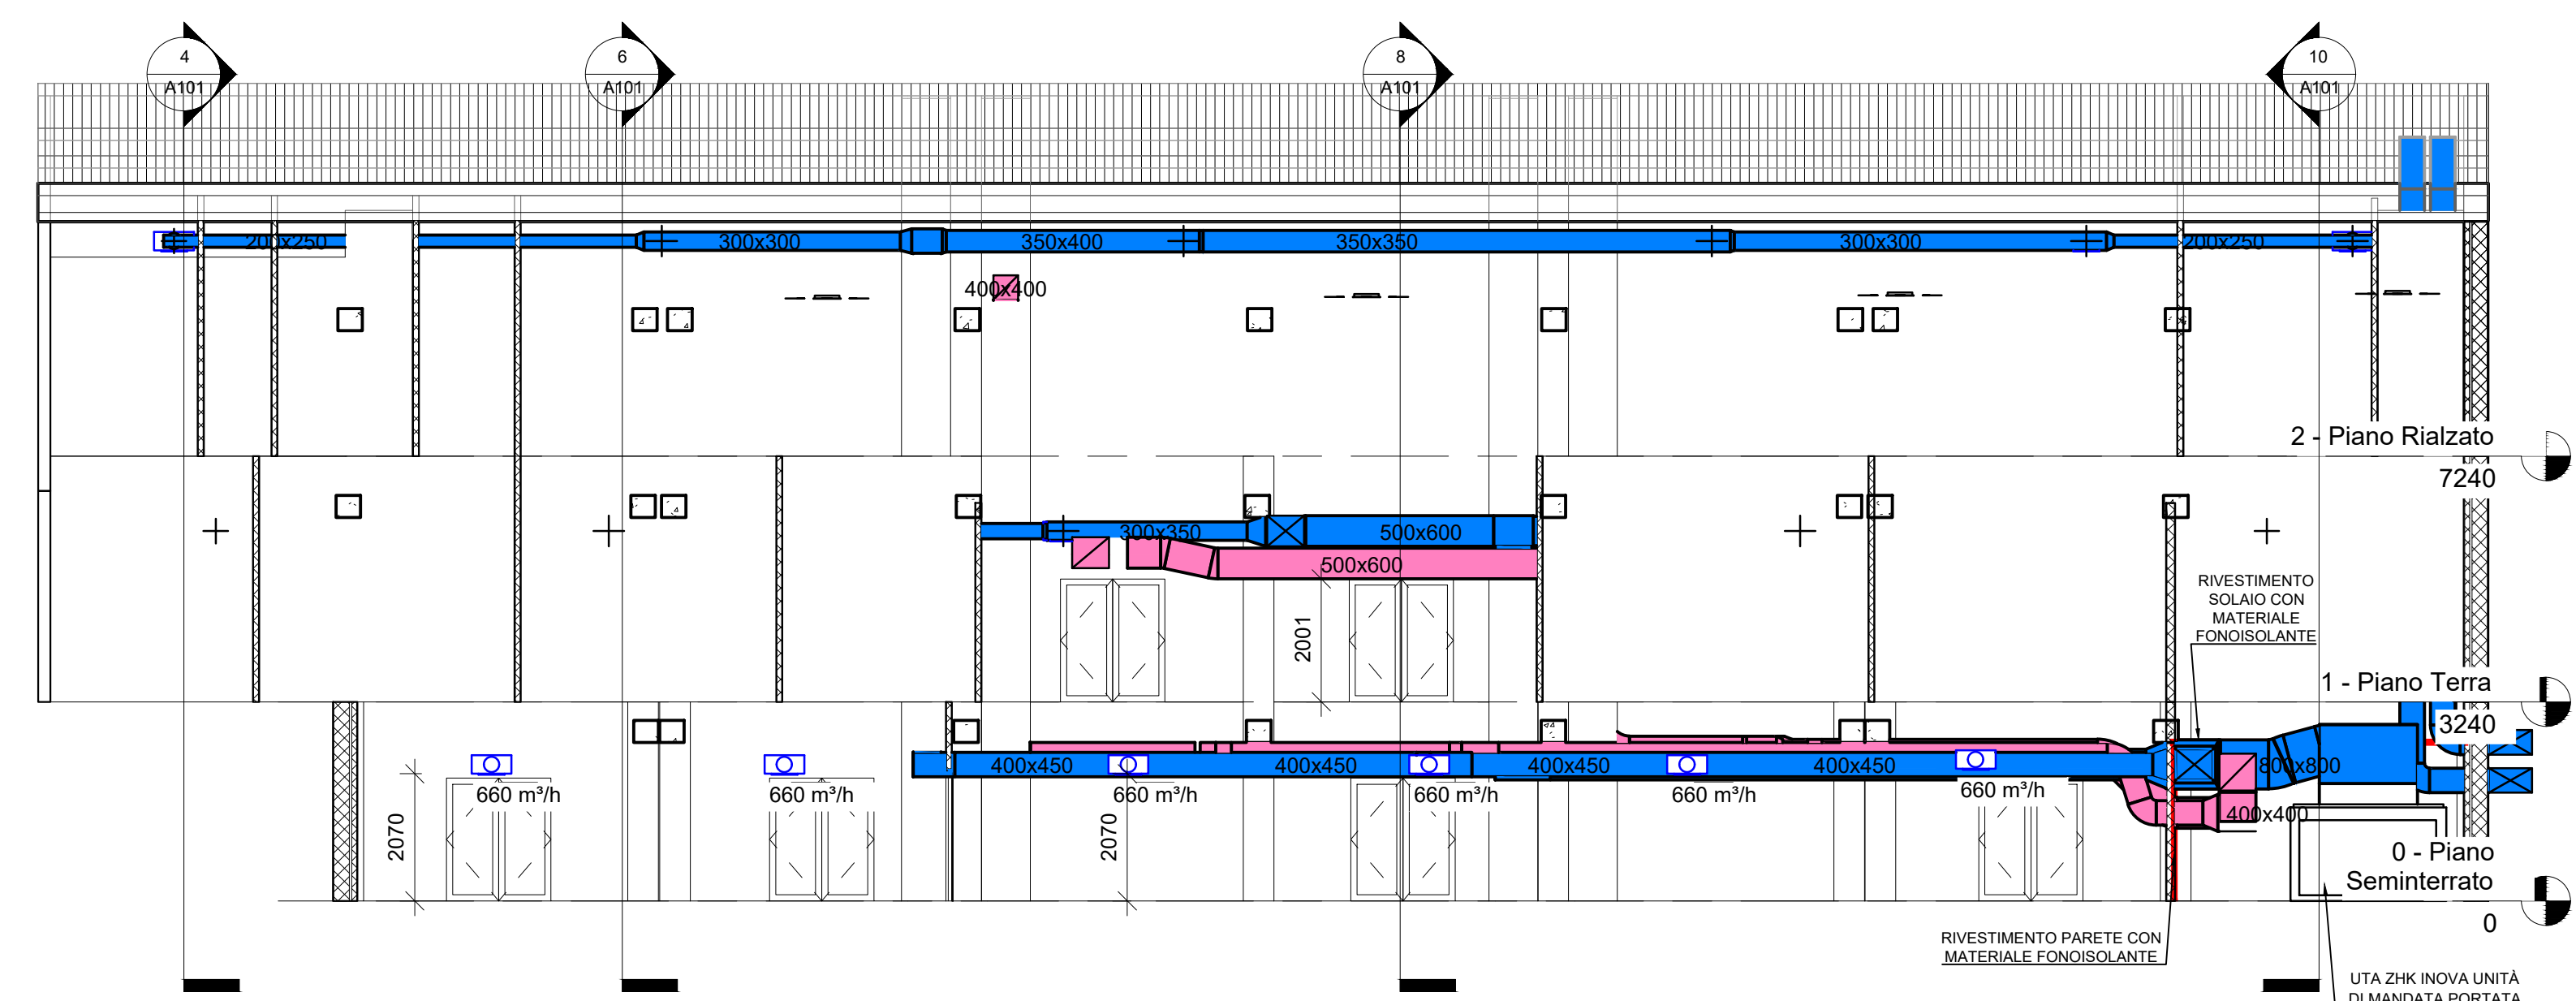 4
A101
6
A101
8
A101
10
A101
200x250
300x300
350x400
350x350
300x300
200x250
400x400
2 - Piano Rialzato
7240
300x350
500x600
500x600
2001
RIVESTIMENTO
SOLAIO CON
MATERIALE
FONOISOLANTE
1 - Piano Terra
3240
400x450
400x450
400x450
400x450
800x800
660 m³/h
660 m³/h
660 m³/h
660 m³/h
660 m³/h
660 m³/h
400x400
2070
2070
0 - Piano
Seminterrato
0
RIVESTIMENTO PARETE CON
MATERIALE FONOISOLANTE
UTA ZHK INOVA UNITÀ
DI MANDATA PORTATA